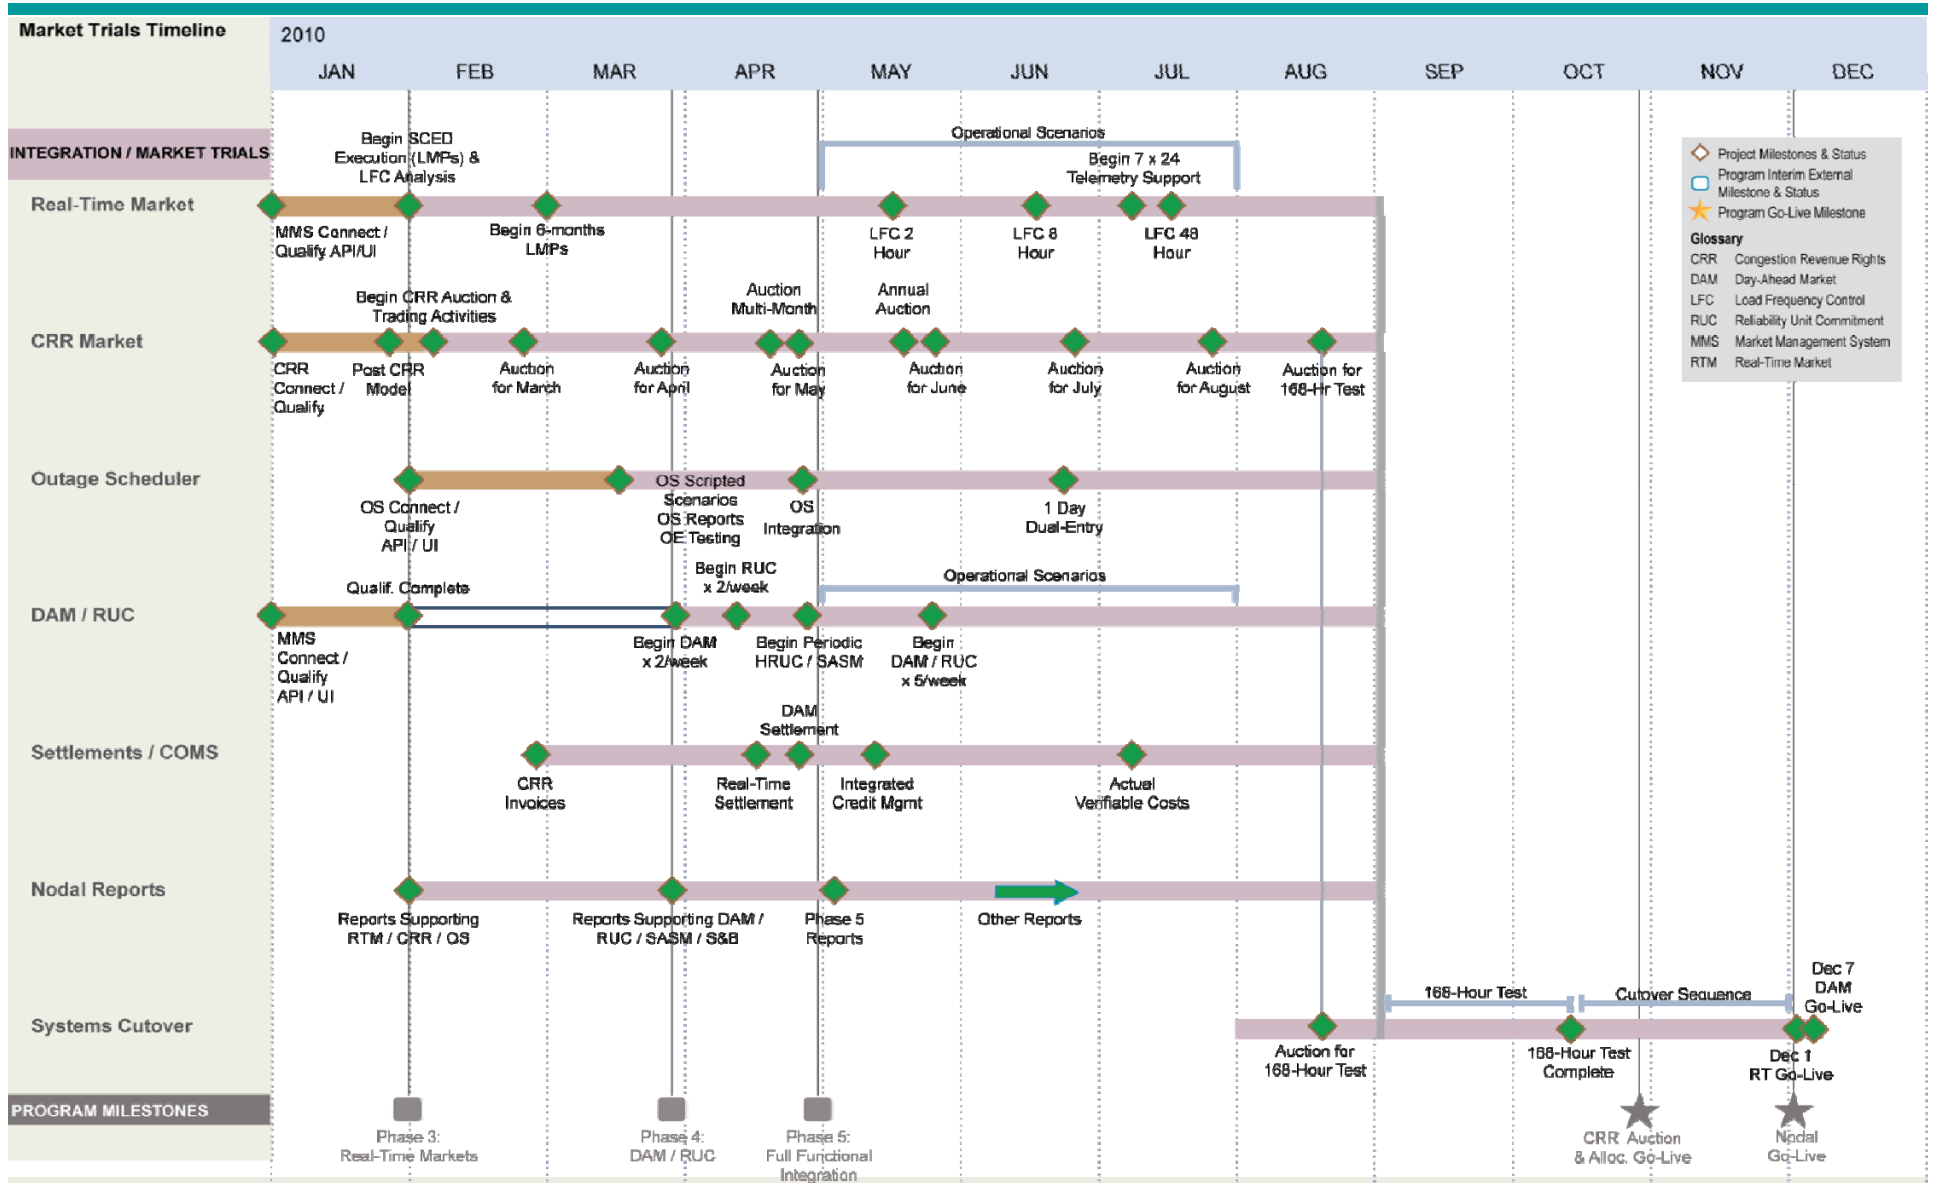 Market Trials Timeline
2010
JAN FEB MAR APR MAY JUN JUL AUG SEP OCT NOV DEC
INTEGRATION / MARKET TRIALS
Begin SCED
Execution (LMPs) &
LFC Analysis
Operational Scenarios
Begin 7 x 24
Telemetry Support
Real-Time Market
MMS Connect /
Qualify API/UI
Begin 6-months
LMPs
LFC 2
Hour
LFC 8
Hour
LFC 48
Hour
Project Milestones & Status
Program Interim External
Milestone & Status
Program Go-Live Milestone
Glossary
CRR Congestion Revenue Rights
DAM Day-Ahead Market
LFC Load Frequency Control
RUC Reliability Unit Commitment
MMS Market Management System
RTM Real-Time Market
Begin CRR Auction &
Trading Activities
Auction
Multi-Month
Annual
Auction
CRR Market
CRR
Connect /
Qualify
Post CRR
Model
Auction
for March
Auction
for April
Auction
for May
Auction
for June
Auction
for July
Auction
for August
Auction for
168-Hr Test
Outage Scheduler
OS Connect /
Qualify
API / UI
OS Scripted
Scenarios
OS Reports
OE Testing
OS
Integration
1 Day
Dual-Entry
Qualif. Complete
Begin RUC
x 2/week
Operational Scenarios
DAM / RUC
MMS
Connect /
Qualify
API / UI
Begin DAM
x 2/week
Begin Periodic
HRUC / SASM
Begin
DAM / RUC
x 5/week
DAM
Settlement
Settlements / COMS
CRR
Invoices
Real-Time
Settlement
Integrated
Credit Mgmt
Actual
Verifiable Costs
Nodal Reports
Reports Supporting
RTM / CRR / OS
Reports Supporting DAM /
RUC / SASM / S&B
Phase 5
Reports
Other Reports
168-Hour Test
Cutover Sequence
Dec 7
DAM
Go-Live
Systems Cutover
Auction for
168-Hour Test
168-Hour Test
Complete
Dec 1
RT Go-Live
PROGRAM MILESTONES
Phase 3:
Real-Time Markets
Phase 4:
DAM / RUC
Phase 5:
Full Functional
Integration
CRR Auction
& Alloc. Go-Live
Nodal
Go-Live